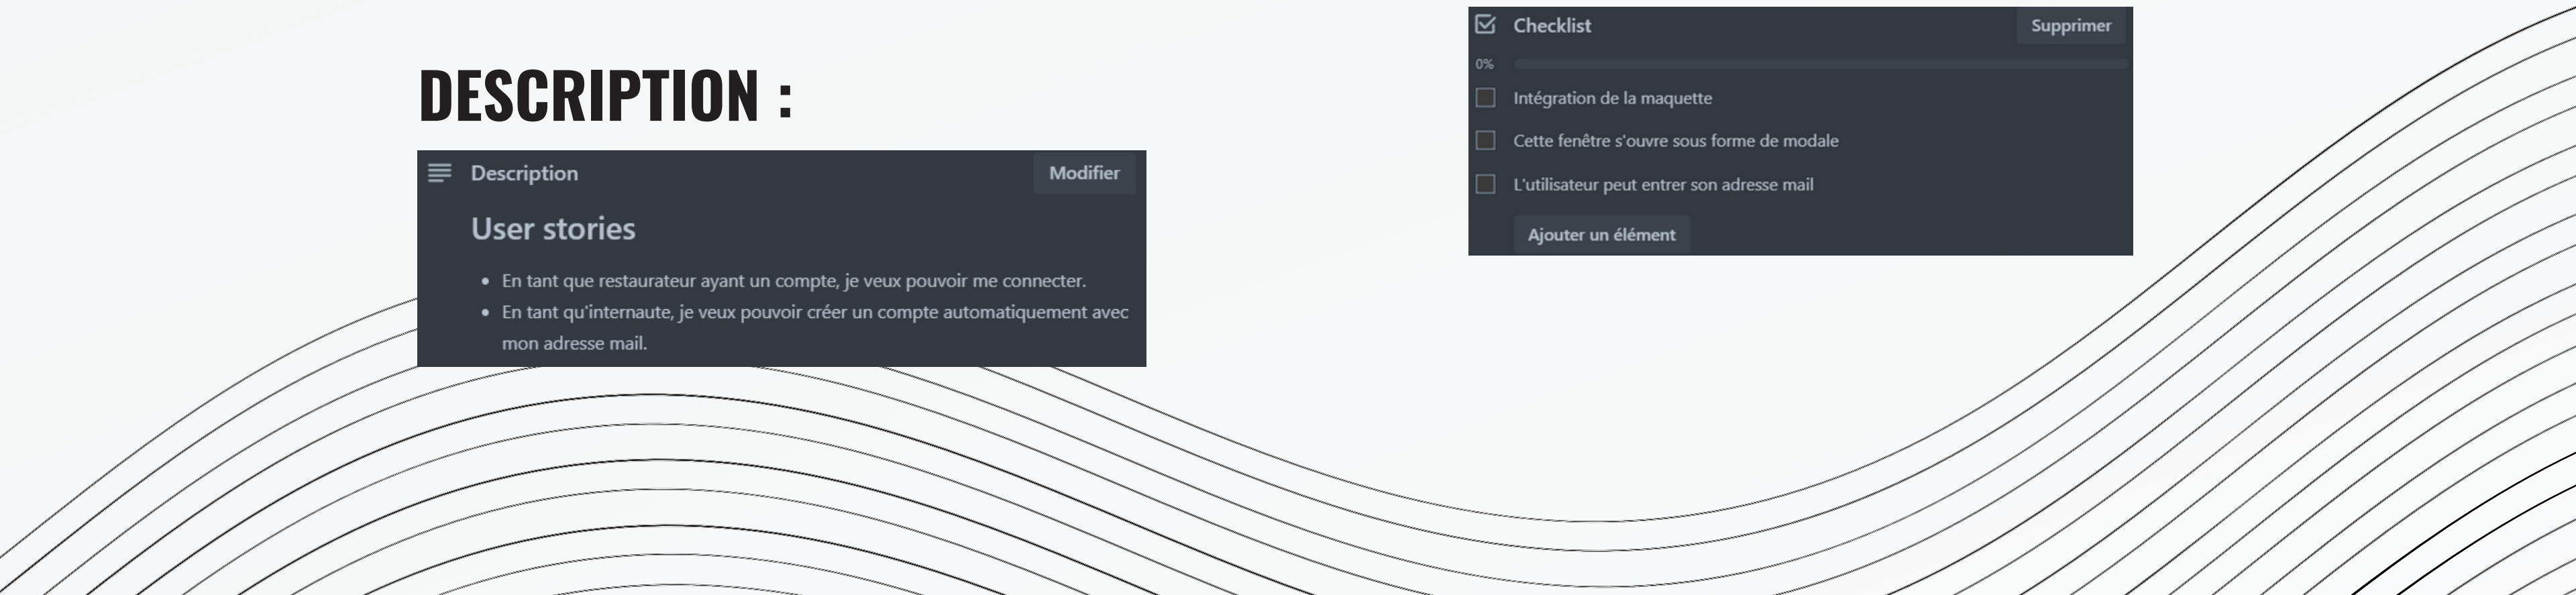 DESCRIPTION :
Description
Modifier
User stories
• En tant que restaurateur ayant un compte, je veux pouvoir me connecter.
• En tant qu'internaute, je veux pouvoir créer un compte automatiquement avec
mon adresse mail.
Checklist
Supprimer
0%
Intégration de la maquette
Cette fenêtre s'ouvre sous forme de modale
L'utilisateur peut entrer son adresse mail
Ajouter un élément